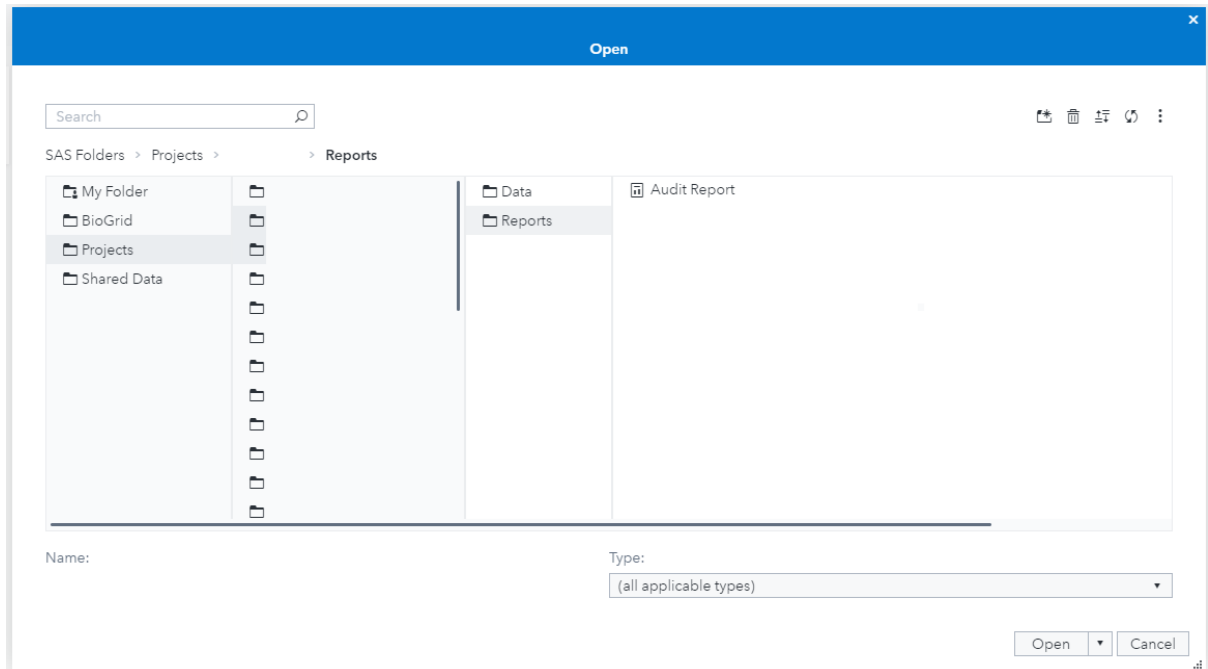 Open
Search
SAS Folders > Projects > > Reports
My Folder
BioGrid
Projects
Shared Data
Data
Reports
Audit Report
Name:
Type:
(all applicable types)
Open
Cancel